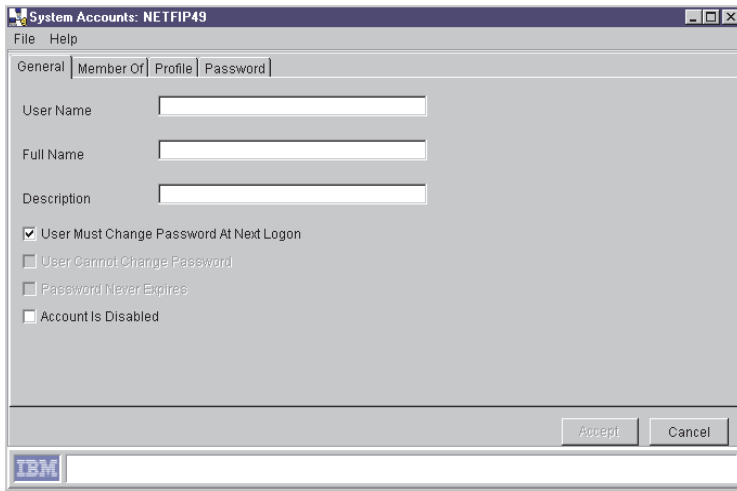 System Accounts: NETFIP49
File Help
General Member Of Profile Password
User Name
Full Name
Description
User Must Change Password At Next Logon
User Cannot Change Password
Password Never Expires
Account Is Disabled
Accept Cancel
IBM